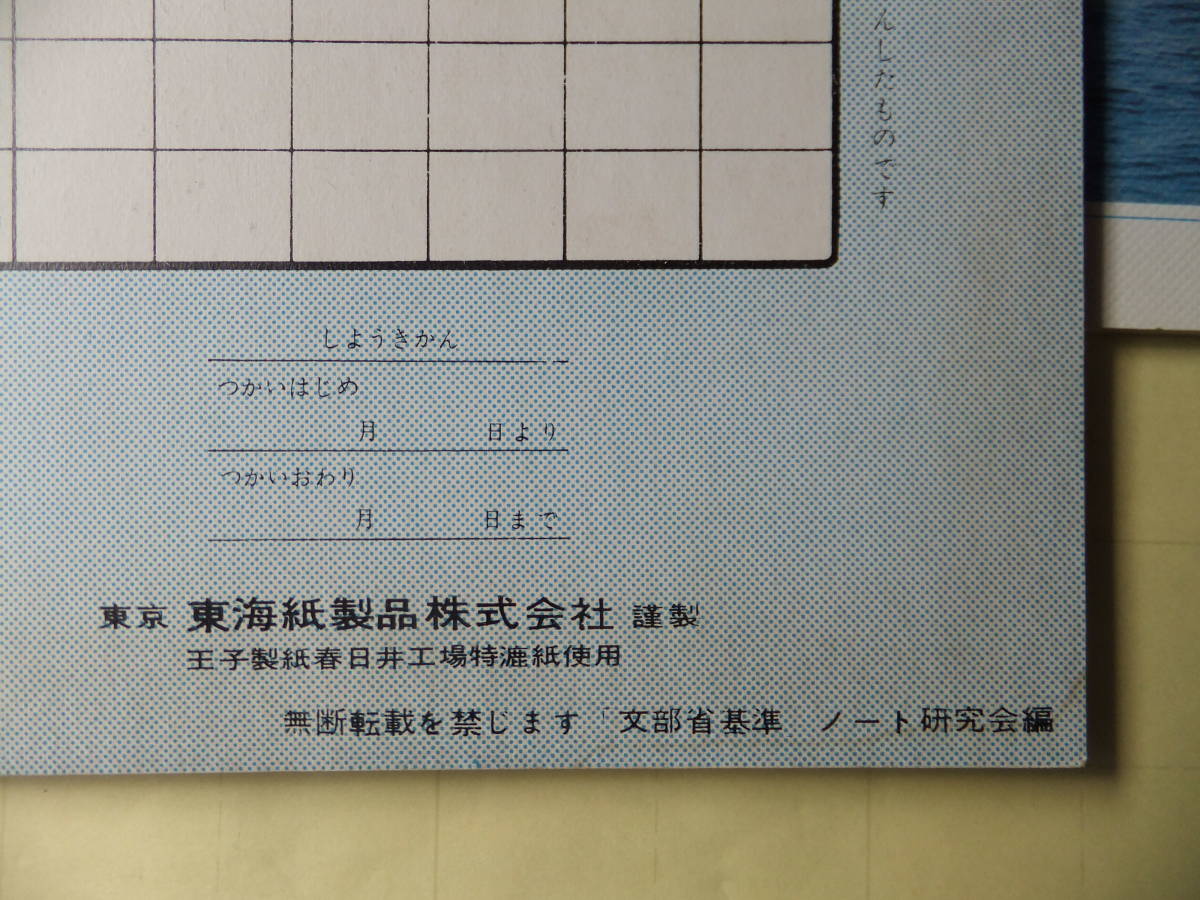 んしたものです
しようきかん
つかいはじめ
月 日より
つかいおわり
月 日まで
東京 東海紙製品株式会社 謹製
王子製紙春日井工場特漉紙使用
無断転載を禁じます「文部省基準 ノート研究会編